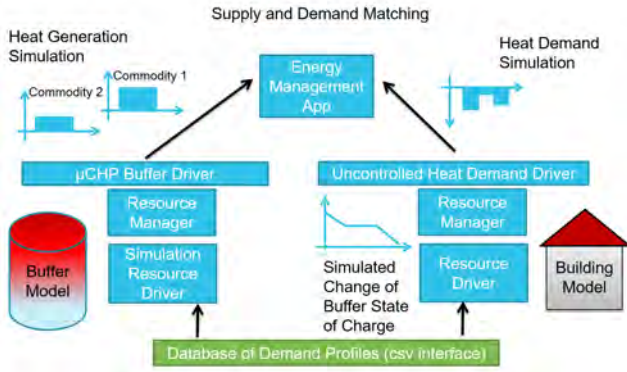 Supply and Demand Matching
Heat Generation
Simulation
Commodity 1
Commodity 2
Energy
Management
App
Heat Demand
Simulation
µCHP Buffer Driver
Uncontrolled Heat Demand Driver
Resource
Manager
Resource
Manager
Buffer
Model
Simulation
Resource
Driver
Simulated
Change of
Buffer State
of Charge
Resource
Driver
Building
Model
Database of Demand Profiles (csv interface)